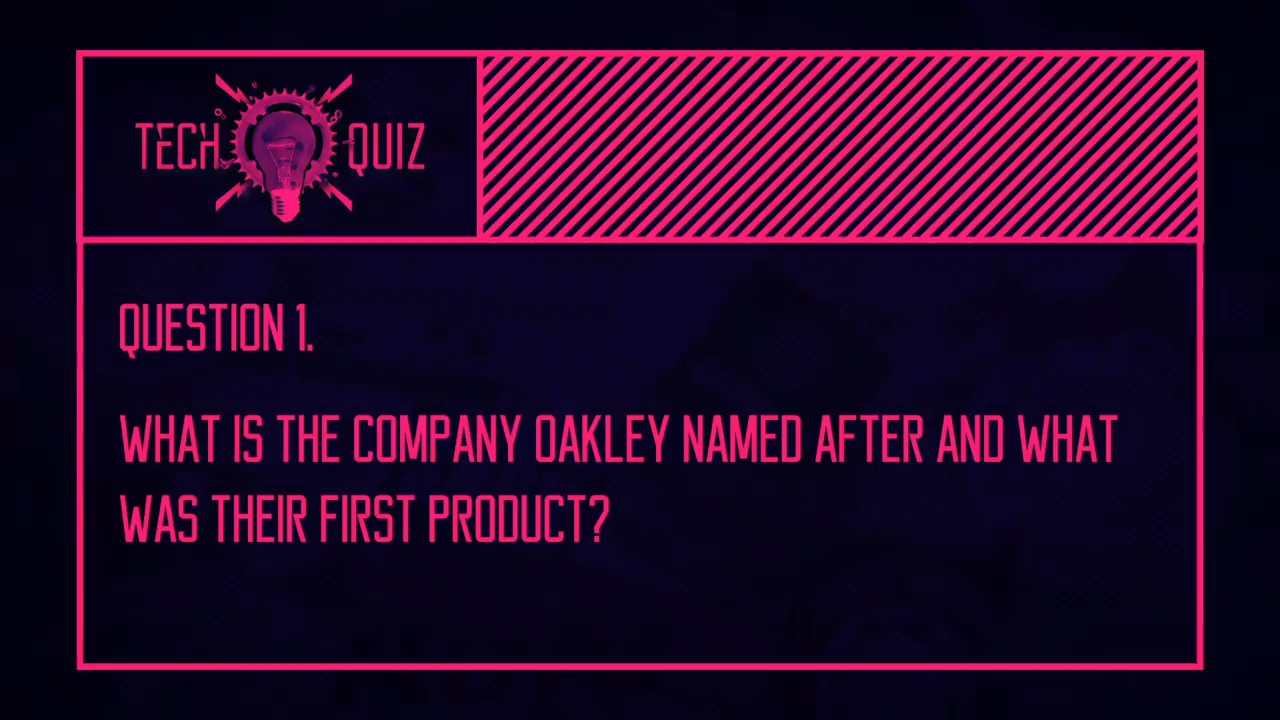 TECH QUIZ
QUESTION 1.
WHAT IS THE COMPANY OAKLEY NAMED AFTER AND WHAT
WAS THEIR FIRST PRODUCT?